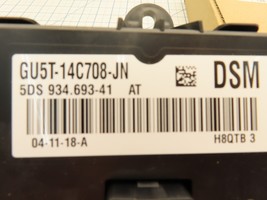 GU5T-14C708-JN
DSM
5DS 934.693-41 AT
04-11-18-A
H8QTB 3